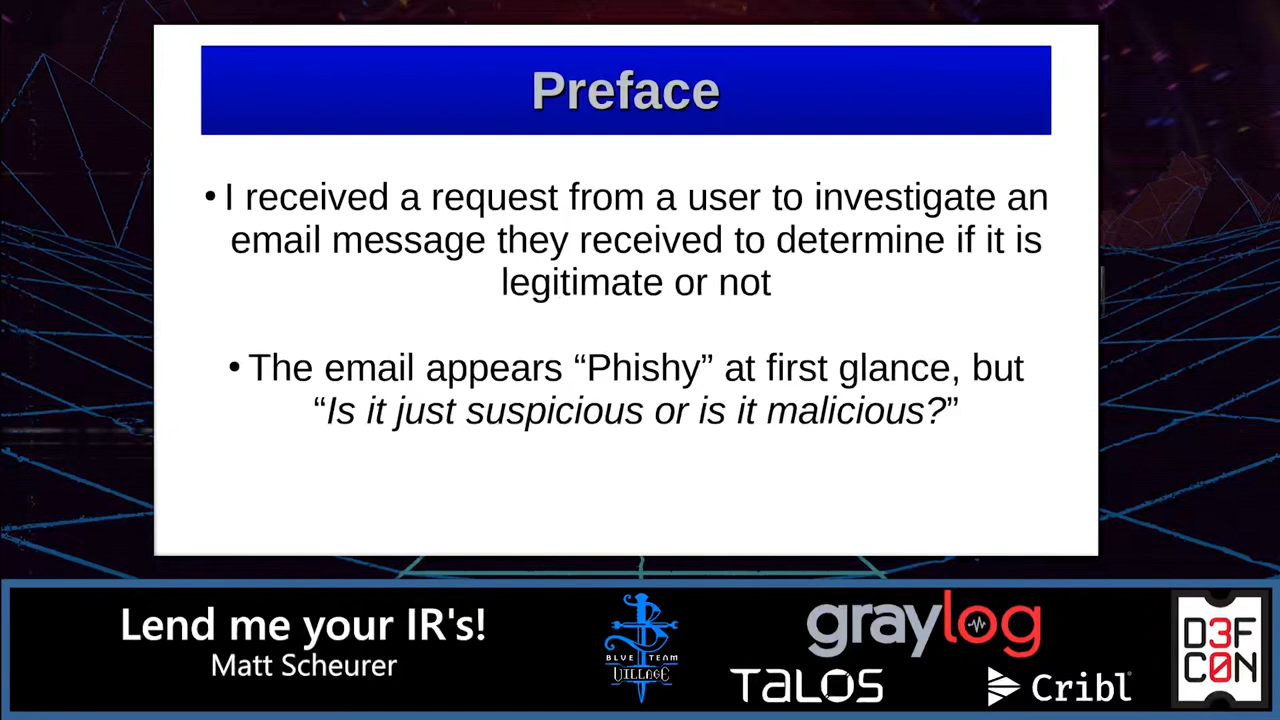 Preface
• I received a request from a user to investigate an
email message they received to determine if it is
legitimate or not
• The email appears “Phishy” at first glance, but
“Is it just suspicious or is it malicious?”
Lend me your IR's!
Matt Scheurer
BLUE TEAM
VILLAGE
graylog
TALOS
Cribl
D3F
C0N